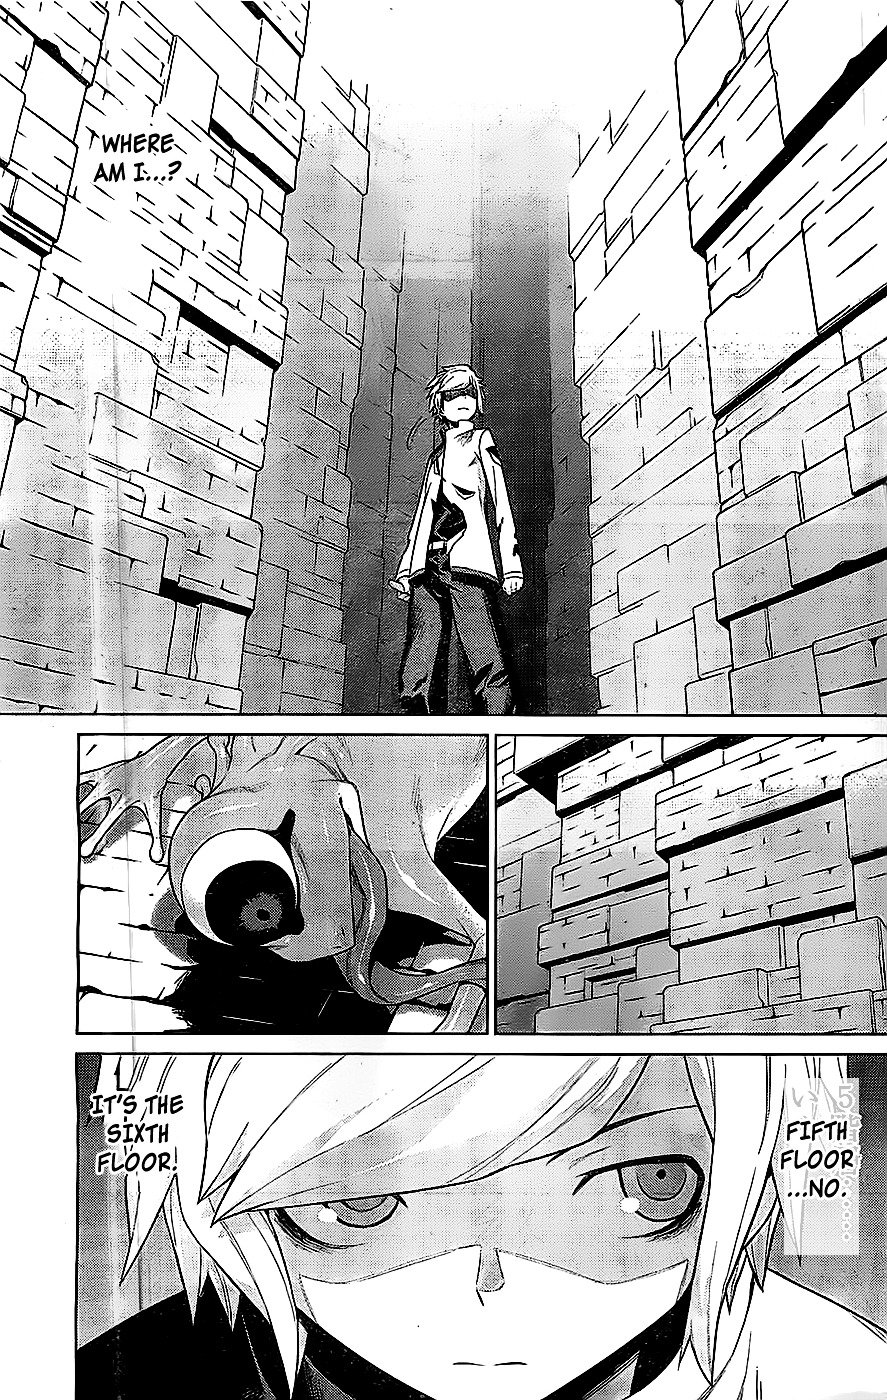 WHERE
AM I...?
FIFTH
FLOOR
...NO.
IT'S THE
SIXTH
FLOOR!